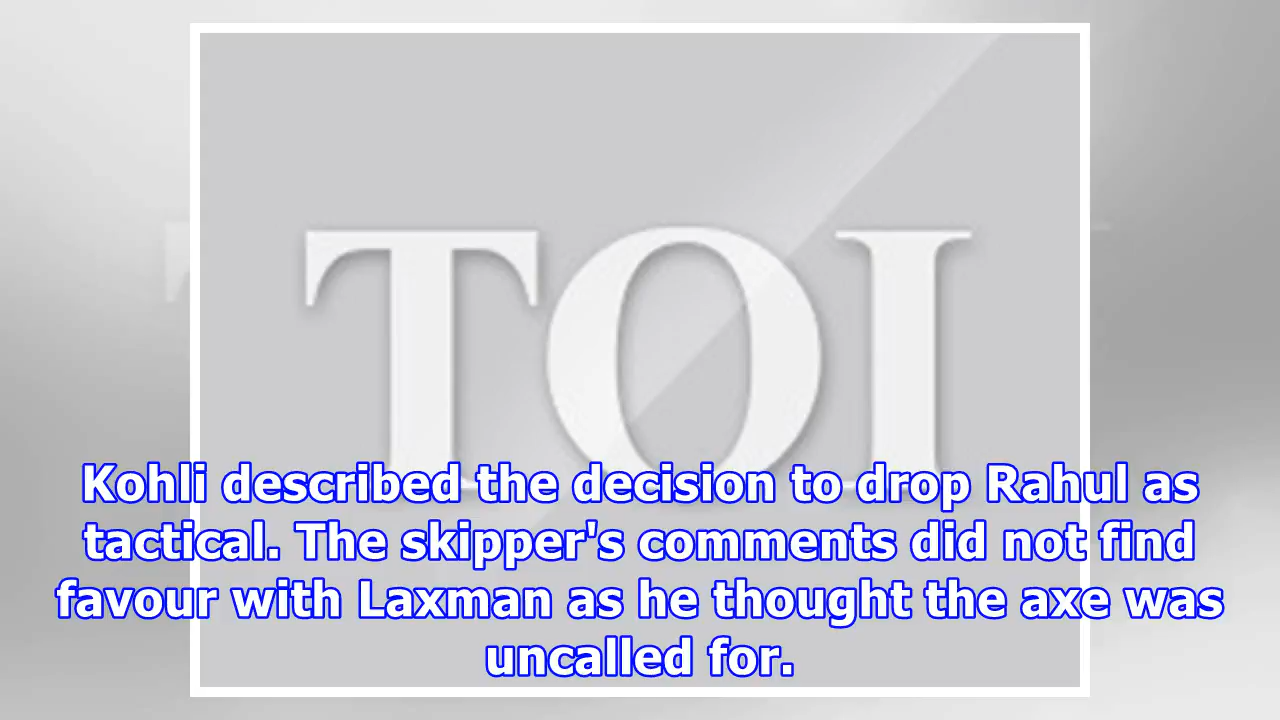 TOI
Kohli described the decision to drop Rahul as
tactical. The skipper's comments did not find
favour with Laxman as he thought the axe was
uncalled for.